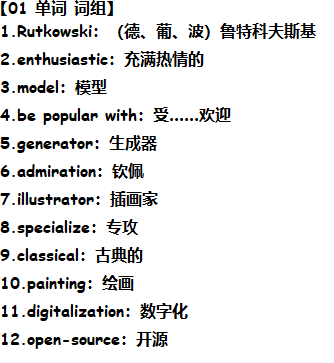 【01 单词 词组】
1.Rutkowski：（德、葡、波）鲁特科夫斯基
2.enthusiastic：充满热情的
3.model：模型
4.be popular with：受……欢迎
5.generator：生成器
6.admiration：钦佩
7.illustrator：插画家
8.specialize：专攻
9.classical：古典的
10.painting：绘画
11.digitalization：数字化
12.open-source：开源